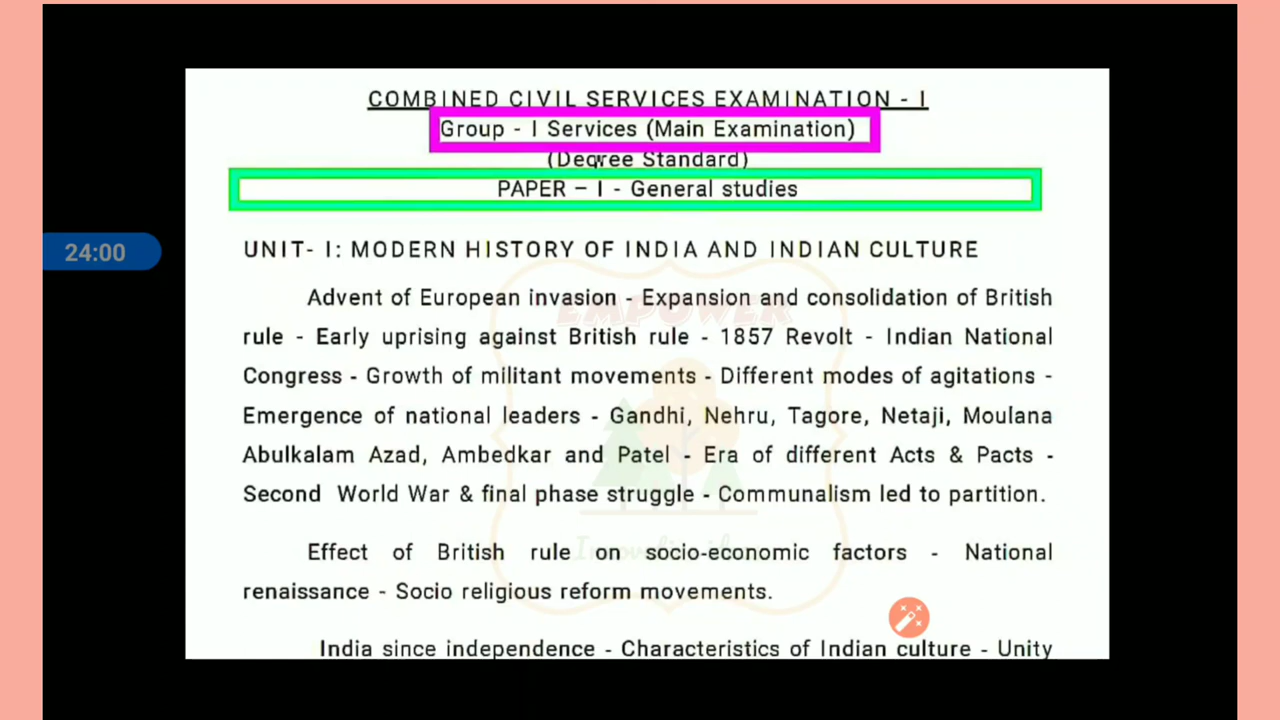 COMBINED CIVIL SERVICES EXAMINATION - I
Group - I Services (Main Examination)
(Degree Standard)
PAPER – I - General studies
24:00
UNIT- I: MODERN HISTORY OF INDIA AND INDIAN CULTURE
Advent of European invasion - Expansion and consolidation of British
rule - Early uprising against British rule - 1857 Revolt - Indian National
Congress - Growth of militant movements - Different modes of agitations -
Emergence of national leaders - Gandhi, Nehru, Tagore, Netaji, Moulana
Abulkalam Azad, Ambedkar and Patel - Era of different Acts & Pacts -
Second World War & final phase struggle - Communalism led to partition.
Effect of British rule on socio-economic factors - National
renaissance - Socio religious reform movements.
India since independence - Characteristics of Indian culture - Unity
EMPOWER